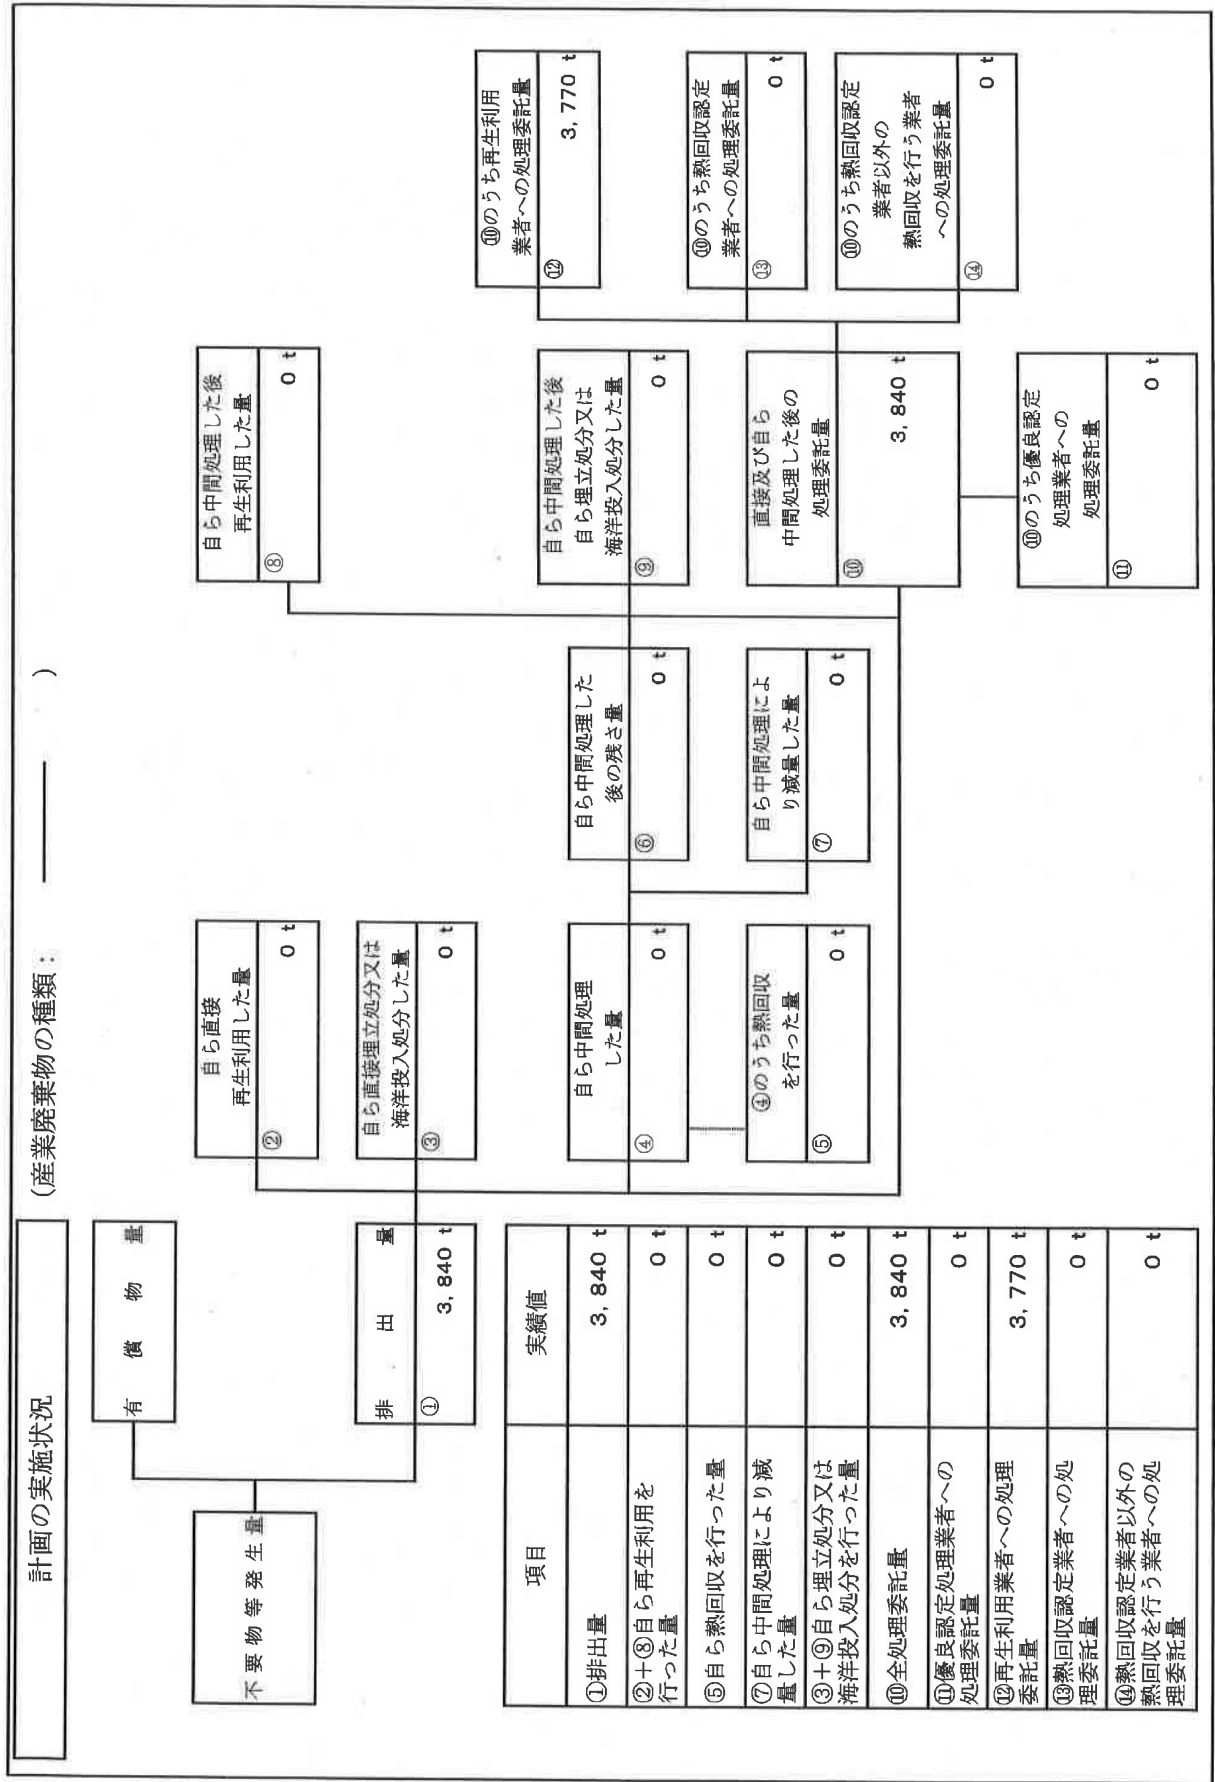 計画の実施状況
(産業廃棄物の種類： ――― )
不要物等発生量
有償物量
排出量
① 3,840 t
自ら直接
再生利用した量
② 0 t
自ら直接埋立処分又は
海洋投入処分した量
③ 0 t
自ら中間処理
した量
④ 0 t
④のうち熱回収
を行った量
⑤ 0 t
自ら中間処理した
後の残さ量
⑥ 0 t
自ら中間処理によ
り減量した量
⑦ 0 t
自ら中間処理した後
再生利用した量
⑧ 0 t
自ら中間処理した後
自ら埋立処分又は
海洋投入処分した量
⑨ 0 t
直接及び自ら
中間処理した後の
処理委託量
⑩ 3,840 t
⑩のうち優良認定
処理業者への
処理委託量
⑪ 0 t
⑩のうち再生利用
業者への処理委託量
⑫ 3,770 t
⑩のうち熱回収認定
業者への処理委託量
⑬ 0 t
⑩のうち熱回収認定
業者以外の
熱回収を行う業者
への処理委託量
⑭ 0 t
項目 実績値
①排出量 3,840 t
②＋⑧自ら再生利用を
行った量 0 t
⑤自ら熱回収を行った量 0 t
⑦自ら中間処理により減
量した量 0 t
③＋⑨自ら埋立処分又は
海洋投入処分を行った量 0 t
⑩全処理委託量 3,840 t
⑪優良認定処理業者への
処理委託量 0 t
⑫再生利用業者への処理
委託量 3,770 t
⑬熱回収認定業者への処
理委託量 0 t
⑭熱回収認定業者以外の
熱回収を行う業者への処
理委託量 0 t